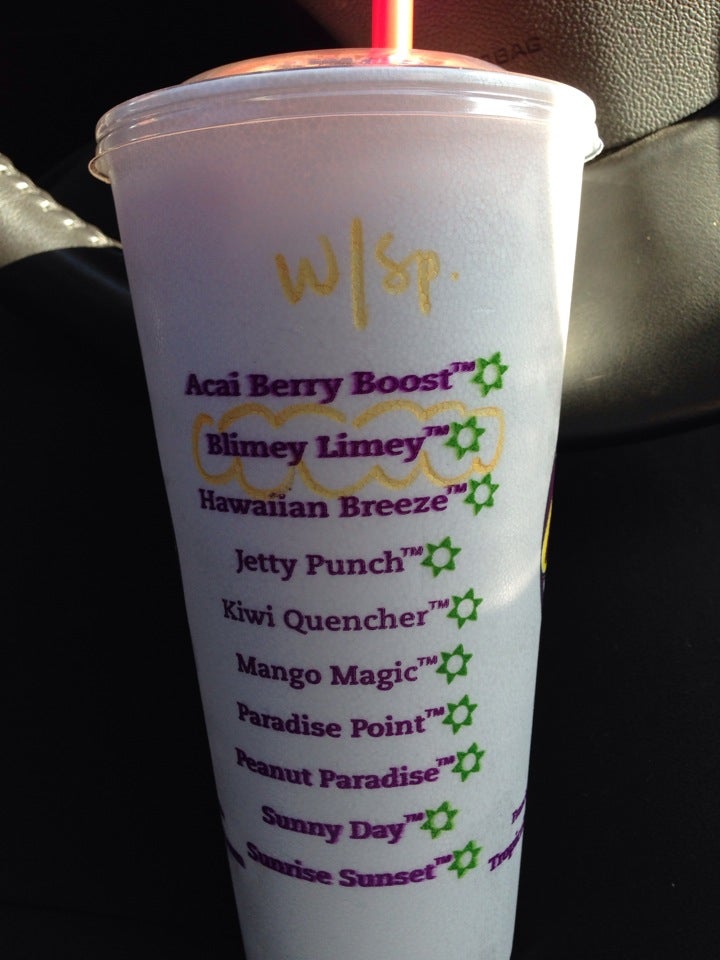 BAG
W/Sp.
Acai Berry Boost™
Blimey Limey™
Hawaiian Breeze™
Jetty Punch™
Kiwi Quencher™
Mango Magic™
Paradise Point™
Peanut Paradise™
Sunny Day™
Sunrise Sunset™